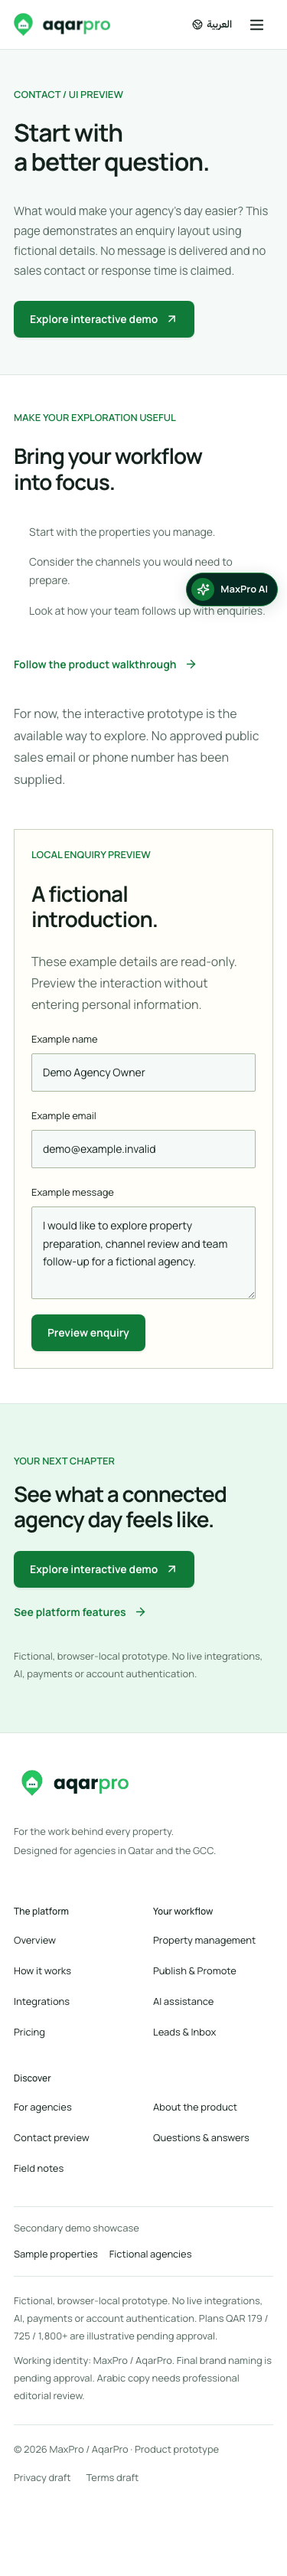 aqarpro
العربية
CONTACT / UI PREVIEW
Start with
a better question.
What would make your agency's day easier? This
page demonstrates an enquiry layout using
fictional details. No message is delivered and no
sales contact or response time is claimed.
Explore interactive demo
MAKE YOUR EXPLORATION USEFUL
Bring your workflow
into focus.
Start with the properties you manage.
Consider the channels you would need to
prepare.
MaxPro AI
Look at how your team follows up with enquiries.
Follow the product walkthrough
For now, the interactive prototype is the
available way to explore. No approved public
sales email or phone number has been
supplied.
LOCAL ENQUIRY PREVIEW
A fictional
introduction.
These example details are read-only.
Preview the interaction without
entering personal information.
Example name
Demo Agency Owner
Example email
demo@example.invalid
Example message
I would like to explore property
preparation, channel review and team
follow-up for a fictional agency.
Preview enquiry
YOUR NEXT CHAPTER
See what a connected
agency day feels like.
Explore interactive demo
See platform features
Fictional, browser-local prototype. No live integrations,
AI, payments or account authentication.
aqarpro
For the work behind every property.
Designed for agencies in Qatar and the GCC.
The platform
Overview
How it works
Integrations
Pricing
Your workflow
Property management
Publish & Promote
AI assistance
Leads & Inbox
Discover
For agencies
About the product
Contact preview
Questions & answers
Field notes
Secondary demo showcase
Sample properties Fictional agencies
Fictional, browser-local prototype. No live integrations,
AI, payments or account authentication. Plans QAR 179 /
725 / 1,800+ are illustrative pending approval.
Working identity: MaxPro / AqarPro. Final brand naming is
pending approval. Arabic copy needs professional
editorial review.
© 2026 MaxPro / AqarPro · Product prototype
Privacy draft Terms draft